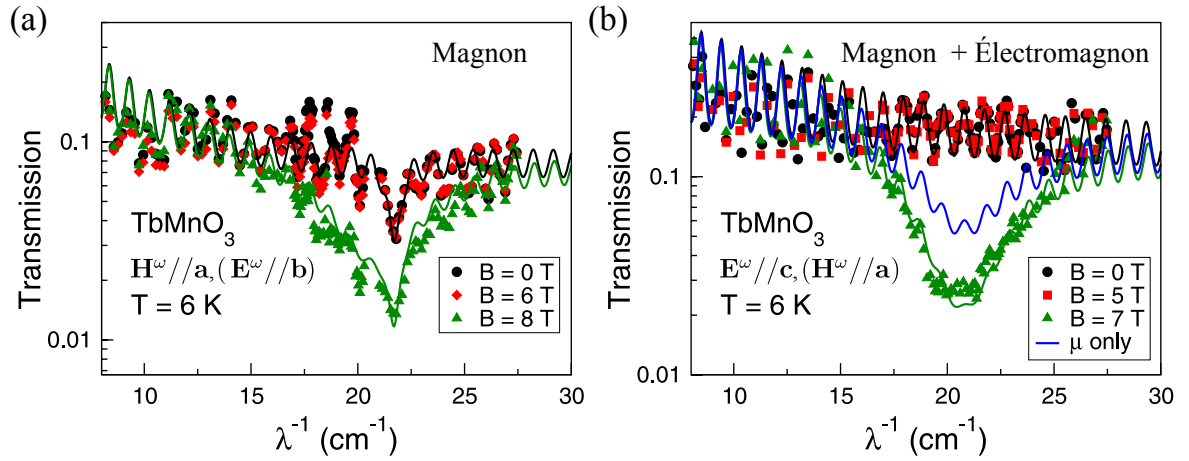 (a)
Magnon
Transmission
0.1
0.01
TbMnO₃
H^ω//a,(E^ω//b)
T = 6 K
B = 0 T
B = 6 T
B = 8 T
10 15 20 25 30
λ⁻¹ (cm⁻¹)
(b)
Magnon + Électromagnon
Transmission
0.1
0.01
TbMnO₃
E^ω//c,(H^ω//a)
T = 6 K
B = 0 T
B = 5 T
B = 7 T
μ only
10 15 20 25 30
λ⁻¹ (cm⁻¹)